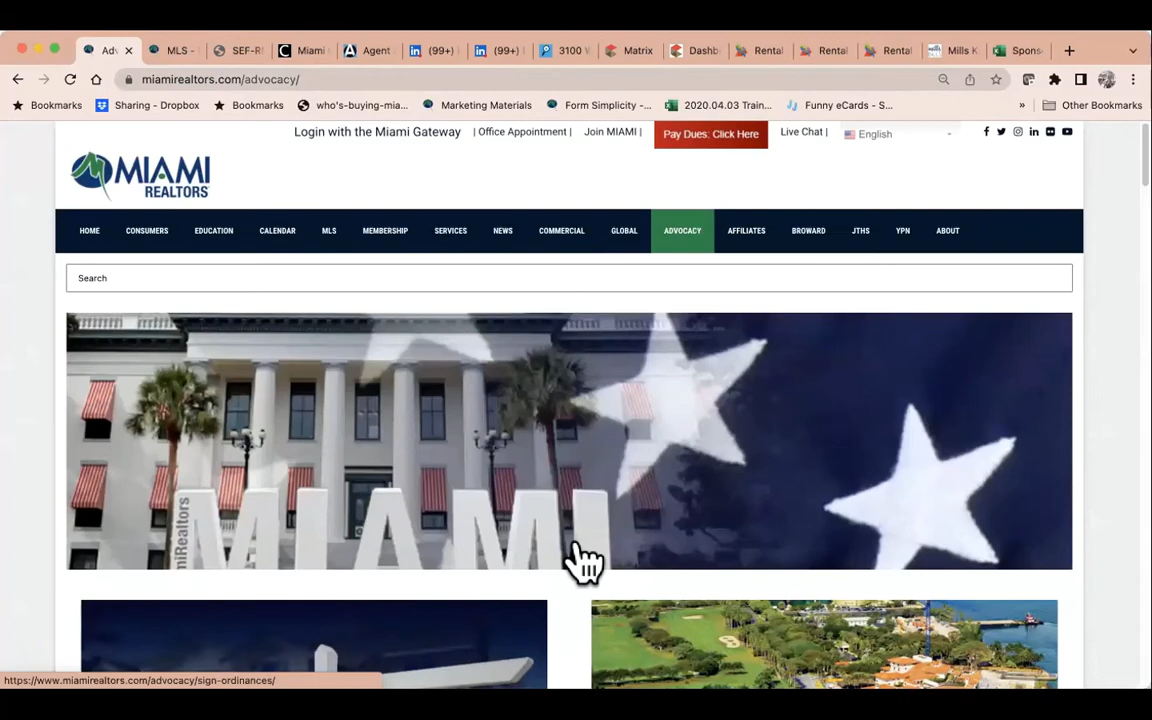 Adv
MLS -
SEF-R
Miami
Agent
(99+)
(99+)
3100 W
Matrix
Dashb
Rental
Rental
Rental
Mills K
Spons
miamirealtors.com/advocacy/
Bookmarks
Sharing - Dropbox
Bookmarks
who's-buying-mia...
Marketing Materials
Form Simplicity -...
2020.04.03 Train...
Funny eCards - S...
»
Other Bookmarks
Login with the Miami Gateway
| Office Appointment |
Join MIAMI |
Pay Dues: Click Here
Live Chat |
English
MIAMI
REALTORS®
HOME
CONSUMERS
EDUCATION
CALENDAR
MLS
MEMBERSHIP
SERVICES
NEWS
COMMERCIAL
GLOBAL
ADVOCACY
AFFILIATES
BROWARD
JTHS
YPN
ABOUT
Search
miRealtors
MIAMI
https://www.miamirealtors.com/advocacy/sign-ordinances/